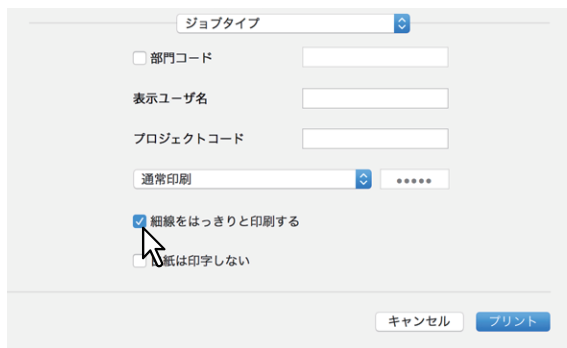 ジョブタイプ
部門コード
表示ユーザ名
プロジェクトコード
通常印刷 •••••
細線をはっきりと印刷する
紙は印字しない
キャンセル プリント